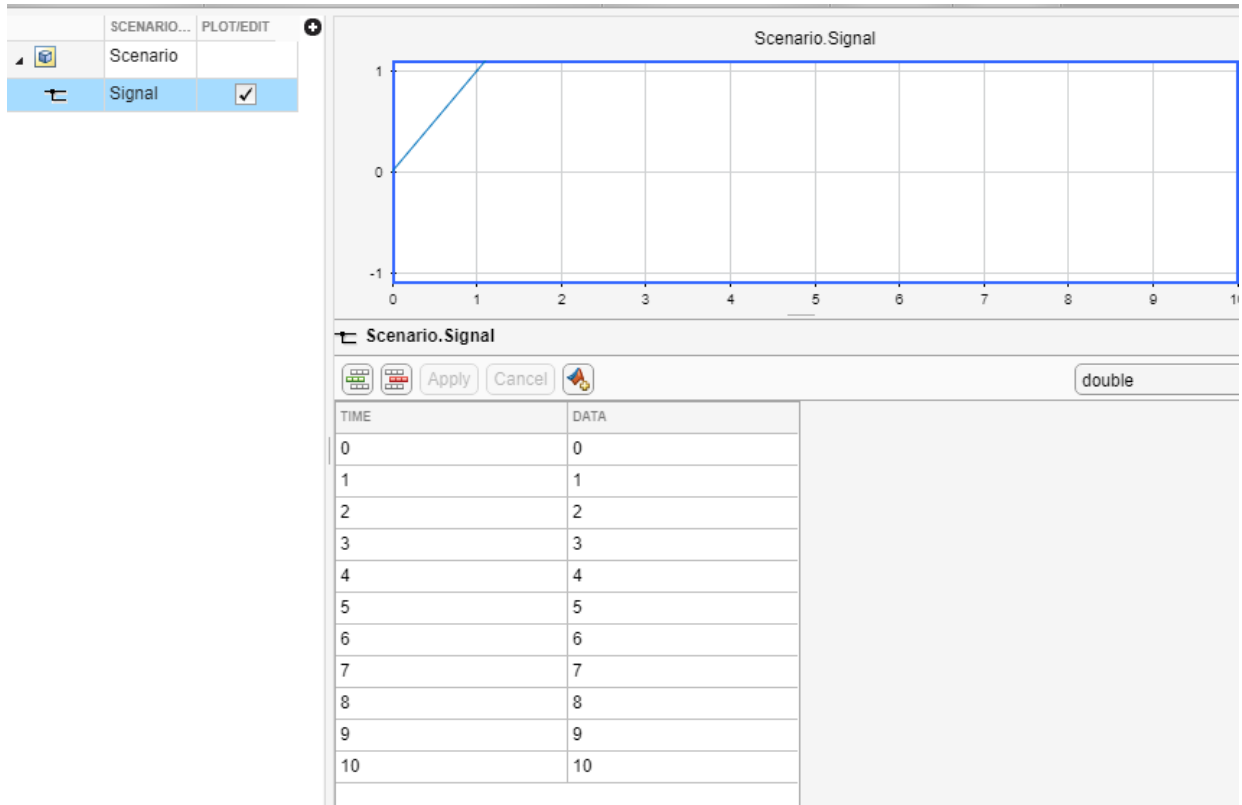 SCENARIO... PLOT/EDIT
Scenario
Signal
Scenario.Signal
1
0
-1
0 1 2 3 4 5 6 7 8 9
Scenario.Signal
Apply Cancel double
TIME DATA
0 0
1 1
2 2
3 3
4 4
5 5
6 6
7 7
8 8
9 9
10 10